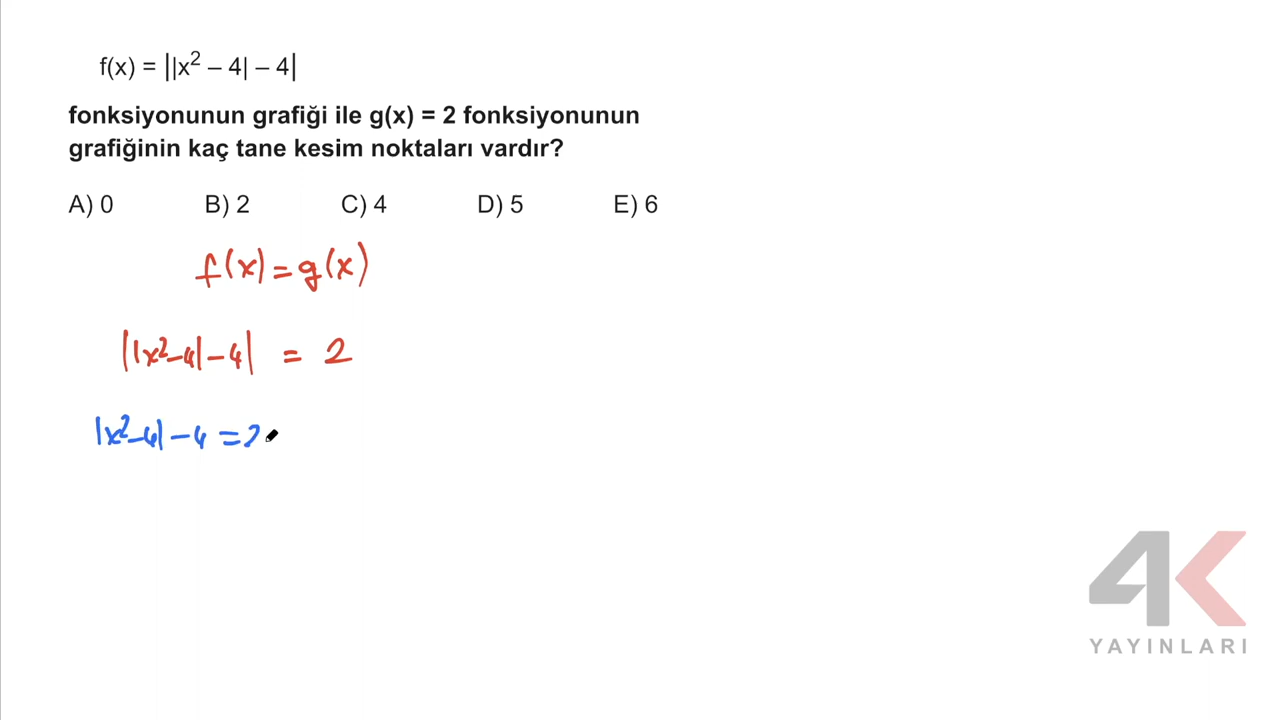 f(x) = ||x² – 4| – 4|
fonksiyonunun grafiği ile g(x) = 2 fonksiyonunun
grafiğinin kaç tane kesim noktaları vardır?
A) 0 B) 2 C) 4 D) 5 E) 6
f(x) = g(x)
||x²-4|-4| = 2
|x²-4| - 4 = 2
4K
YAYINLARI